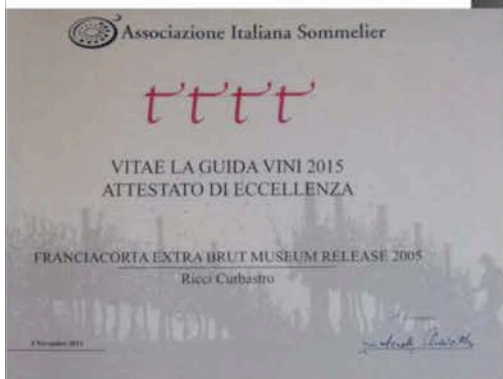 Associazione Italiana Sommelier
VITAE LA GUIDA VINI 2015
ATTESTATO DI ECCELLENZA
FRANCIACORTA EXTRA BRUT MUSEUM RELEASE 2005
Ricci Curbastro